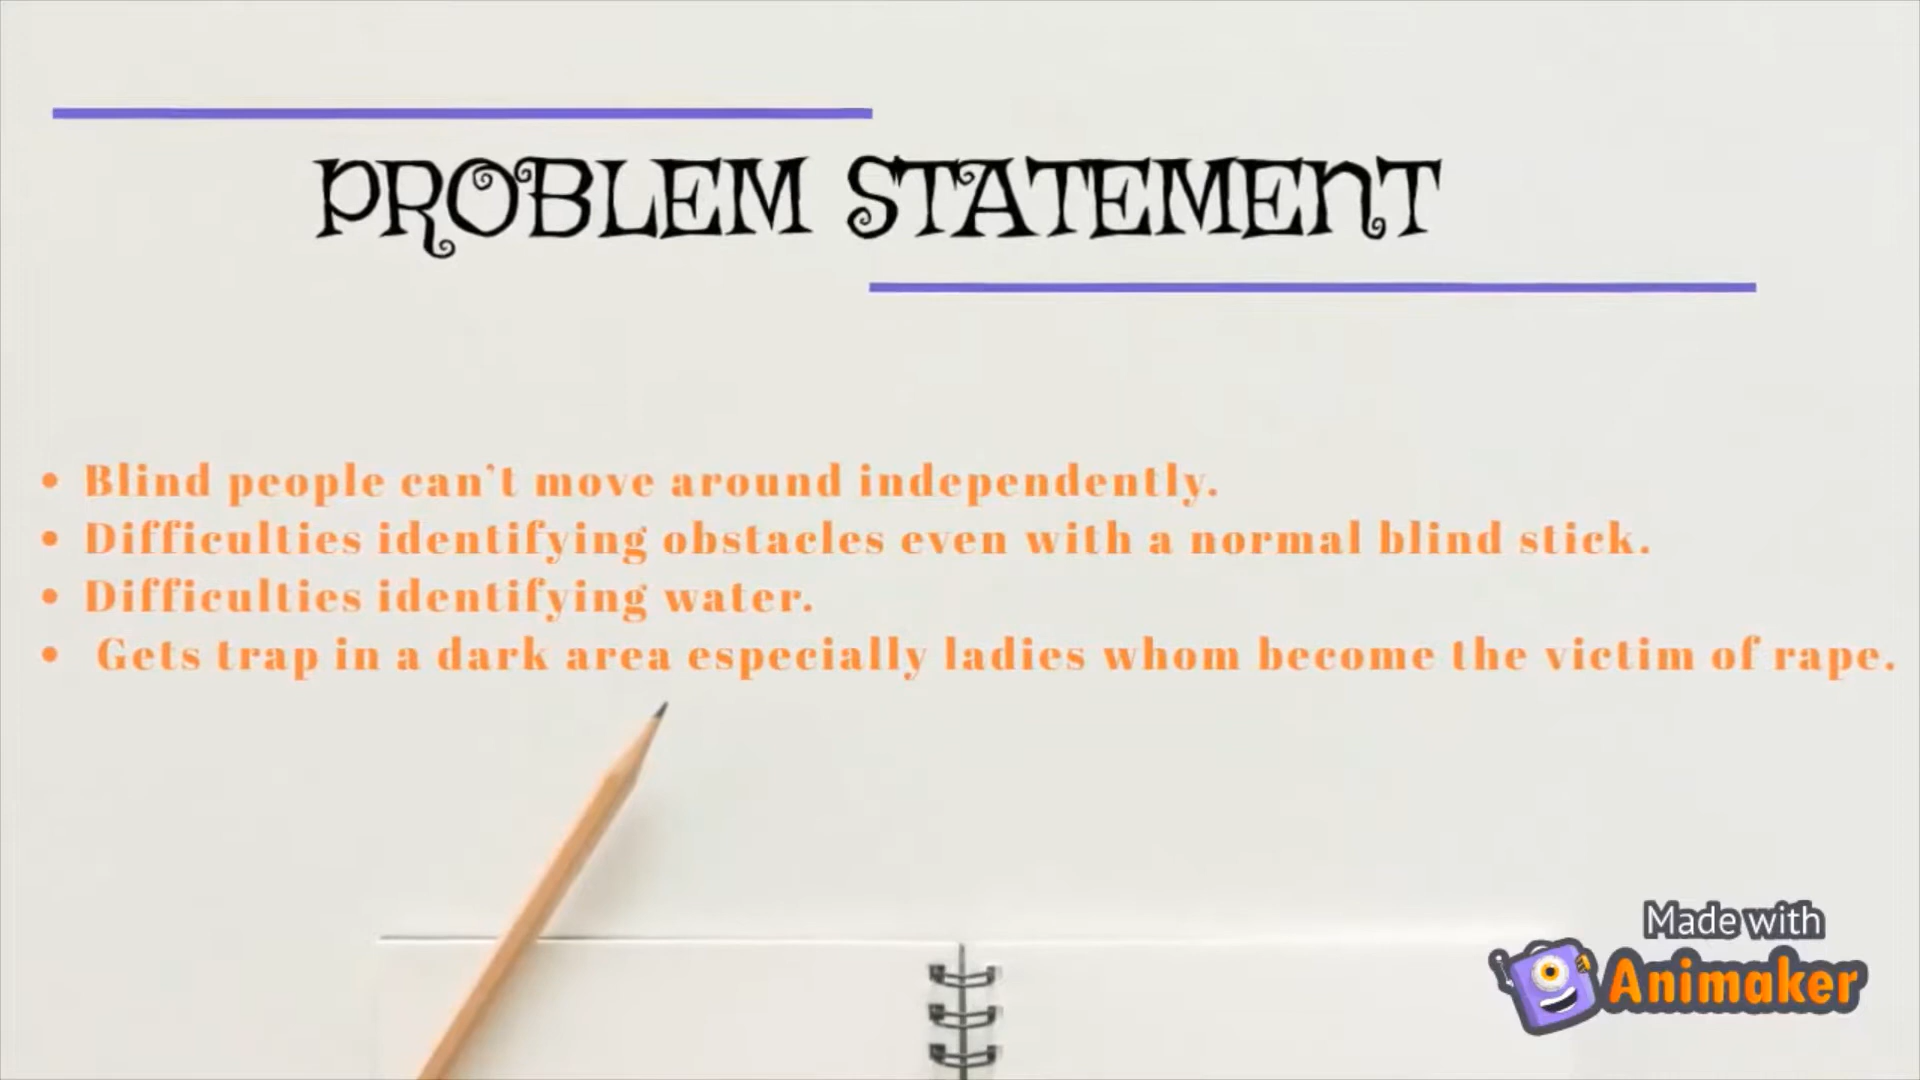 PROBLEM STATEMENT
• Blind people can't move around independently.
• Difficulties identifying obstacles even with a normal blind stick.
• Difficulties identifying water.
• Gets trap in a dark area especially ladies whom become the victim of rape.
Made with
Animaker